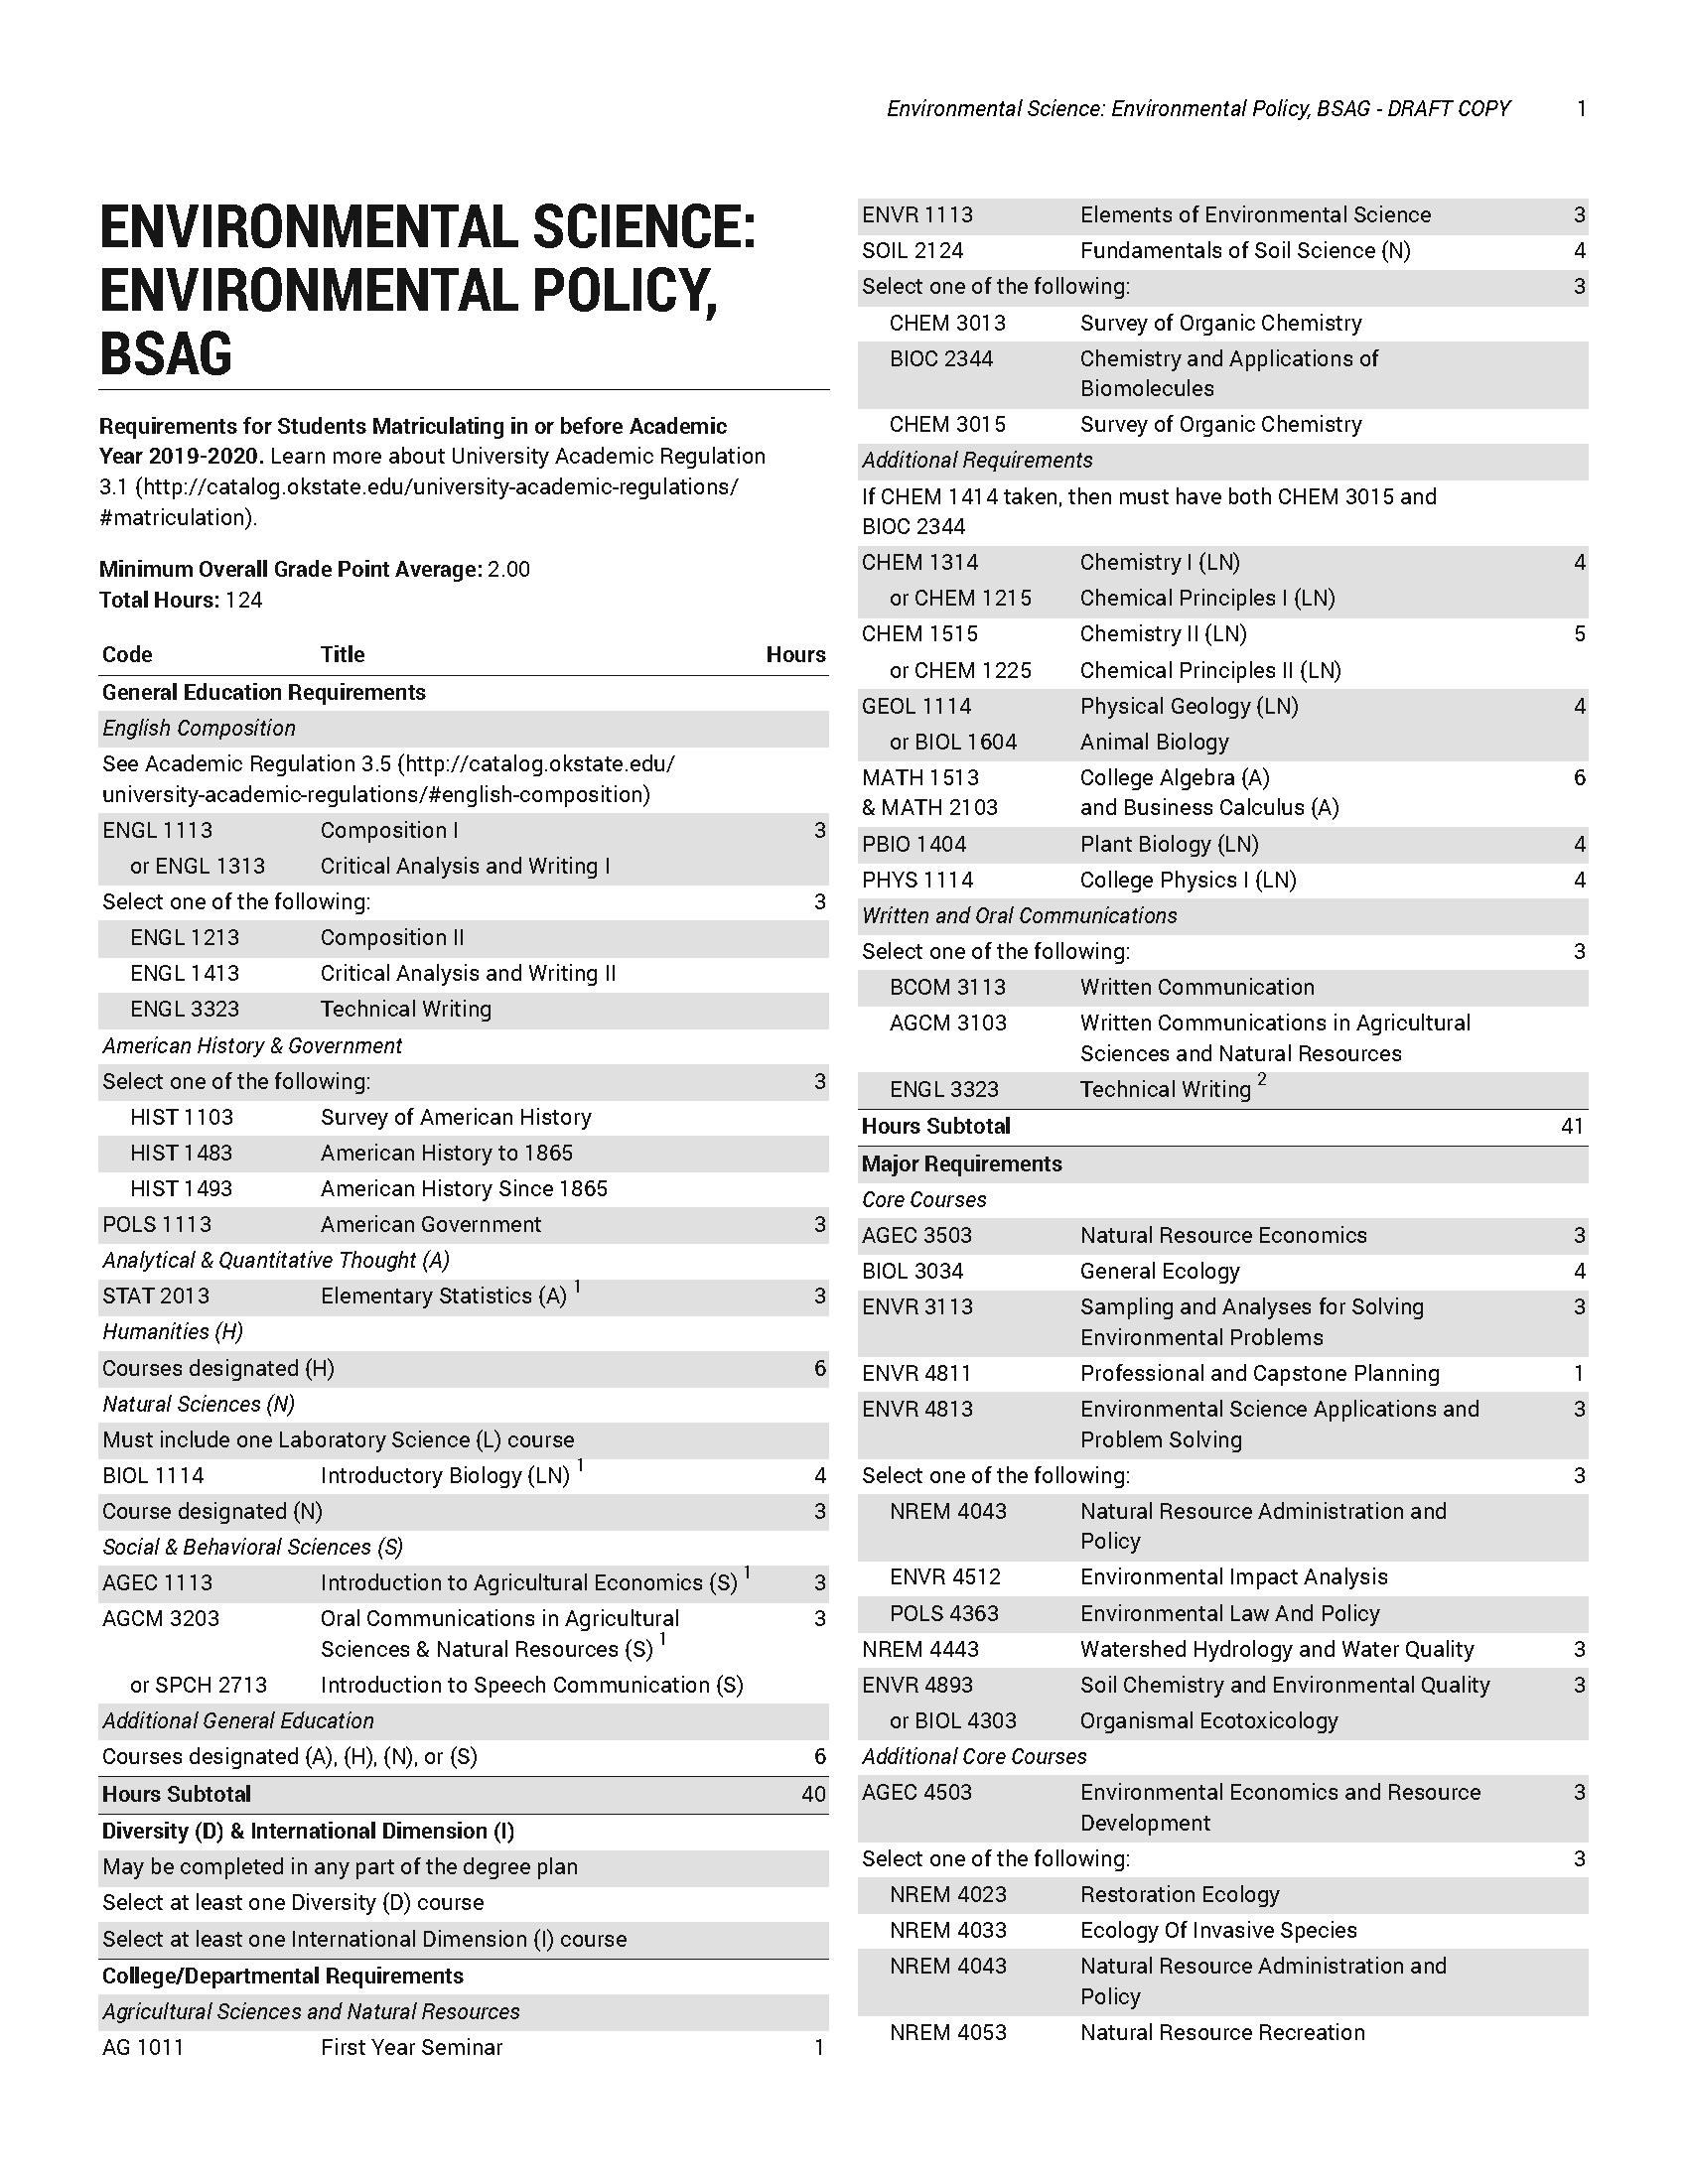 Environmental Science: Environmental Policy, BSAG - DRAFT COPY 1
ENVIRONMENTAL SCIENCE:
ENVIRONMENTAL POLICY,
BSAG
Requirements for Students Matriculating in or before Academic
Year 2019-2020. Learn more about University Academic Regulation
3.1 (http://catalog.okstate.edu/university-academic-regulations/
#matriculation).
Minimum Overall Grade Point Average: 2.00
Total Hours: 124
Code Title Hours
General Education Requirements
English Composition
See Academic Regulation 3.5 (http://catalog.okstate.edu/
university-academic-regulations/#english-composition)
ENGL 1113 Composition I 3
or ENGL 1313 Critical Analysis and Writing I
Select one of the following: 3
ENGL 1213 Composition II
ENGL 1413 Critical Analysis and Writing II
ENGL 3323 Technical Writing
American History & Government
Select one of the following: 3
HIST 1103 Survey of American History
HIST 1483 American History to 1865
HIST 1493 American History Since 1865
POLS 1113 American Government 3
Analytical & Quantitative Thought (A)
STAT 2013 Elementary Statistics (A) 1 3
Humanities (H)
Courses designated (H) 6
Natural Sciences (N)
Must include one Laboratory Science (L) course
BIOL 1114 Introductory Biology (LN) 1 4
Course designated (N) 3
Social & Behavioral Sciences (S)
AGEC 1113 Introduction to Agricultural Economics (S) 1 3
AGCM 3203 Oral Communications in Agricultural 3
Sciences & Natural Resources (S) 1
or SPCH 2713 Introduction to Speech Communication (S)
Additional General Education
Courses designated (A), (H), (N), or (S) 6
Hours Subtotal 40
Diversity (D) & International Dimension (I)
May be completed in any part of the degree plan
Select at least one Diversity (D) course
Select at least one International Dimension (I) course
College/Departmental Requirements
Agricultural Sciences and Natural Resources
AG 1011 First Year Seminar 1
ENVR 1113 Elements of Environmental Science 3
SOIL 2124 Fundamentals of Soil Science (N) 4
Select one of the following: 3
CHEM 3013 Survey of Organic Chemistry
BIOC 2344 Chemistry and Applications of
Biomolecules
CHEM 3015 Survey of Organic Chemistry
Additional Requirements
If CHEM 1414 taken, then must have both CHEM 3015 and
BIOC 2344
CHEM 1314 Chemistry I (LN) 4
or CHEM 1215 Chemical Principles I (LN)
CHEM 1515 Chemistry II (LN) 5
or CHEM 1225 Chemical Principles II (LN)
GEOL 1114 Physical Geology (LN) 4
or BIOL 1604 Animal Biology
MATH 1513 College Algebra (A) 6
& MATH 2103 and Business Calculus (A)
PBIO 1404 Plant Biology (LN) 4
PHYS 1114 College Physics I (LN) 4
Written and Oral Communications
Select one of the following: 3
BCOM 3113 Written Communication
AGCM 3103 Written Communications in Agricultural
Sciences and Natural Resources
ENGL 3323 Technical Writing 2
Hours Subtotal 41
Major Requirements
Core Courses
AGEC 3503 Natural Resource Economics 3
BIOL 3034 General Ecology 4
ENVR 3113 Sampling and Analyses for Solving 3
Environmental Problems
ENVR 4811 Professional and Capstone Planning 1
ENVR 4813 Environmental Science Applications and 3
Problem Solving
Select one of the following: 3
NREM 4043 Natural Resource Administration and
Policy
ENVR 4512 Environmental Impact Analysis
POLS 4363 Environmental Law And Policy
NREM 4443 Watershed Hydrology and Water Quality 3
ENVR 4893 Soil Chemistry and Environmental Quality 3
or BIOL 4303 Organismal Ecotoxicology
Additional Core Courses
AGEC 4503 Environmental Economics and Resource 3
Development
Select one of the following: 3
NREM 4023 Restoration Ecology
NREM 4033 Ecology Of Invasive Species
NREM 4043 Natural Resource Administration and
Policy
NREM 4053 Natural Resource Recreation